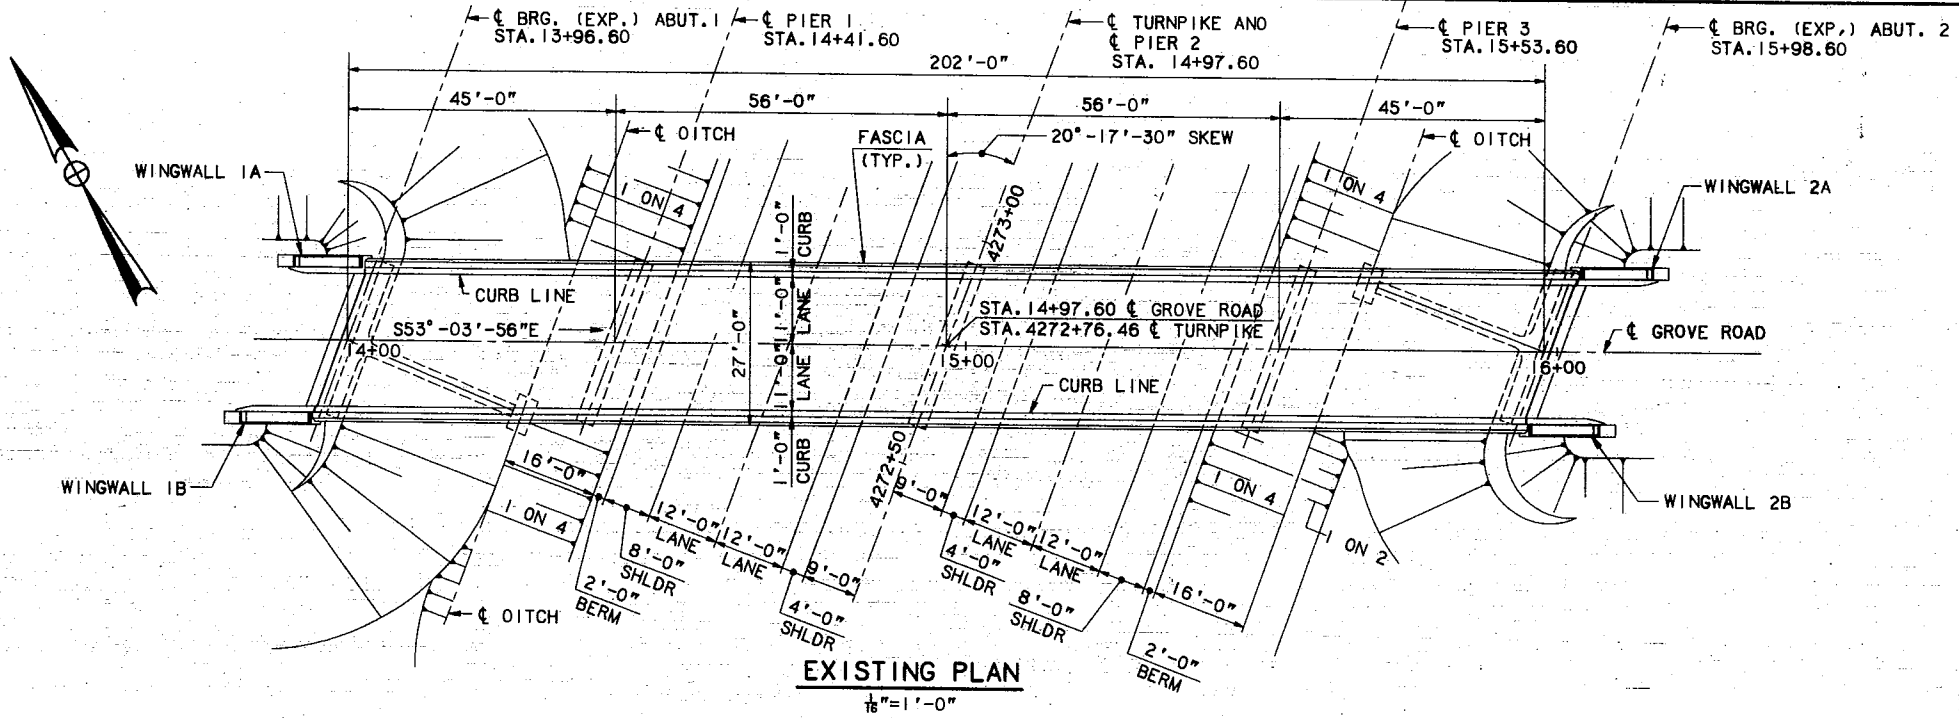 ℄ BRG. (EXP.) ABUT. 1
STA. 13+96.60
℄ PIER 1
STA. 14+41.60
℄ TURNPIKE ANO
℄ PIER 2
STA. 14+97.60
℄ PIER 3
STA. 15+53.60
℄ BRG. (EXP.) ABUT. 2
STA. 15+98.60
202'-0"
45'-0"
56'-0"
56'-0"
45'-0"
℄ OITCH
FASCIA
(TYP.)
20°-17'-30" SKEW
℄ OITCH
WINGWALL 1A
WINGWALL 2A
1 ON 4
1 ON 4
1'-0"
CURB
4273+00
CURB LINE
11'-0"
LANE
27'-0"
S53°-03'-56"E
STA. 14+97.60 ℄ GROVE ROAD
STA. 4272+76.46 ℄ TURNPIKE
℄ GROVE ROAD
14+00
15+00
16+00
11'-0"
LANE
CURB LINE
1'-0"
CURB
4272+50
WINGWALL 1B
WINGWALL 2B
16'-0"
1 ON 4
12'-0"
LANE
12'-0"
LANE
9'-0"
8'-0"
SHLDR
2'-0"
BERM
4'-0"
SHLDR
9'-0"
12'-0"
LANE
12'-0"
LANE
4'-0"
SHLDR
8'-0"
SHLDR
16'-0"
2'-0"
BERM
1 ON 4
1 ON 2
℄ OITCH
EXISTING PLAN
1/16"=1'-0"